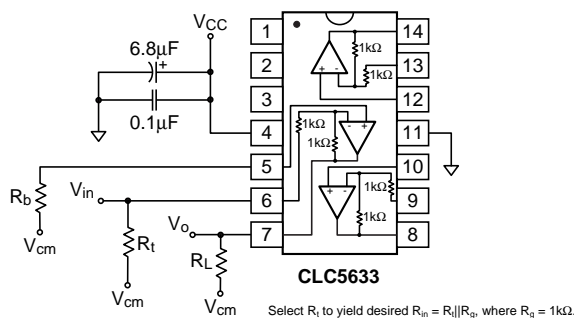 VCC
6.8µF
+
0.1µF
1
2
3
4
5
6
7
14
13
12
11
10
9
8
1kΩ
1kΩ
+ -
1kΩ
- +
1kΩ
+ -
1kΩ
1kΩ
Rb
Vcm
Vin
Rt
Vcm
Vo
RL
Vcm
CLC5633
Select Rt to yield desired Rin = Rt||Rg, where Rg = 1kΩ.